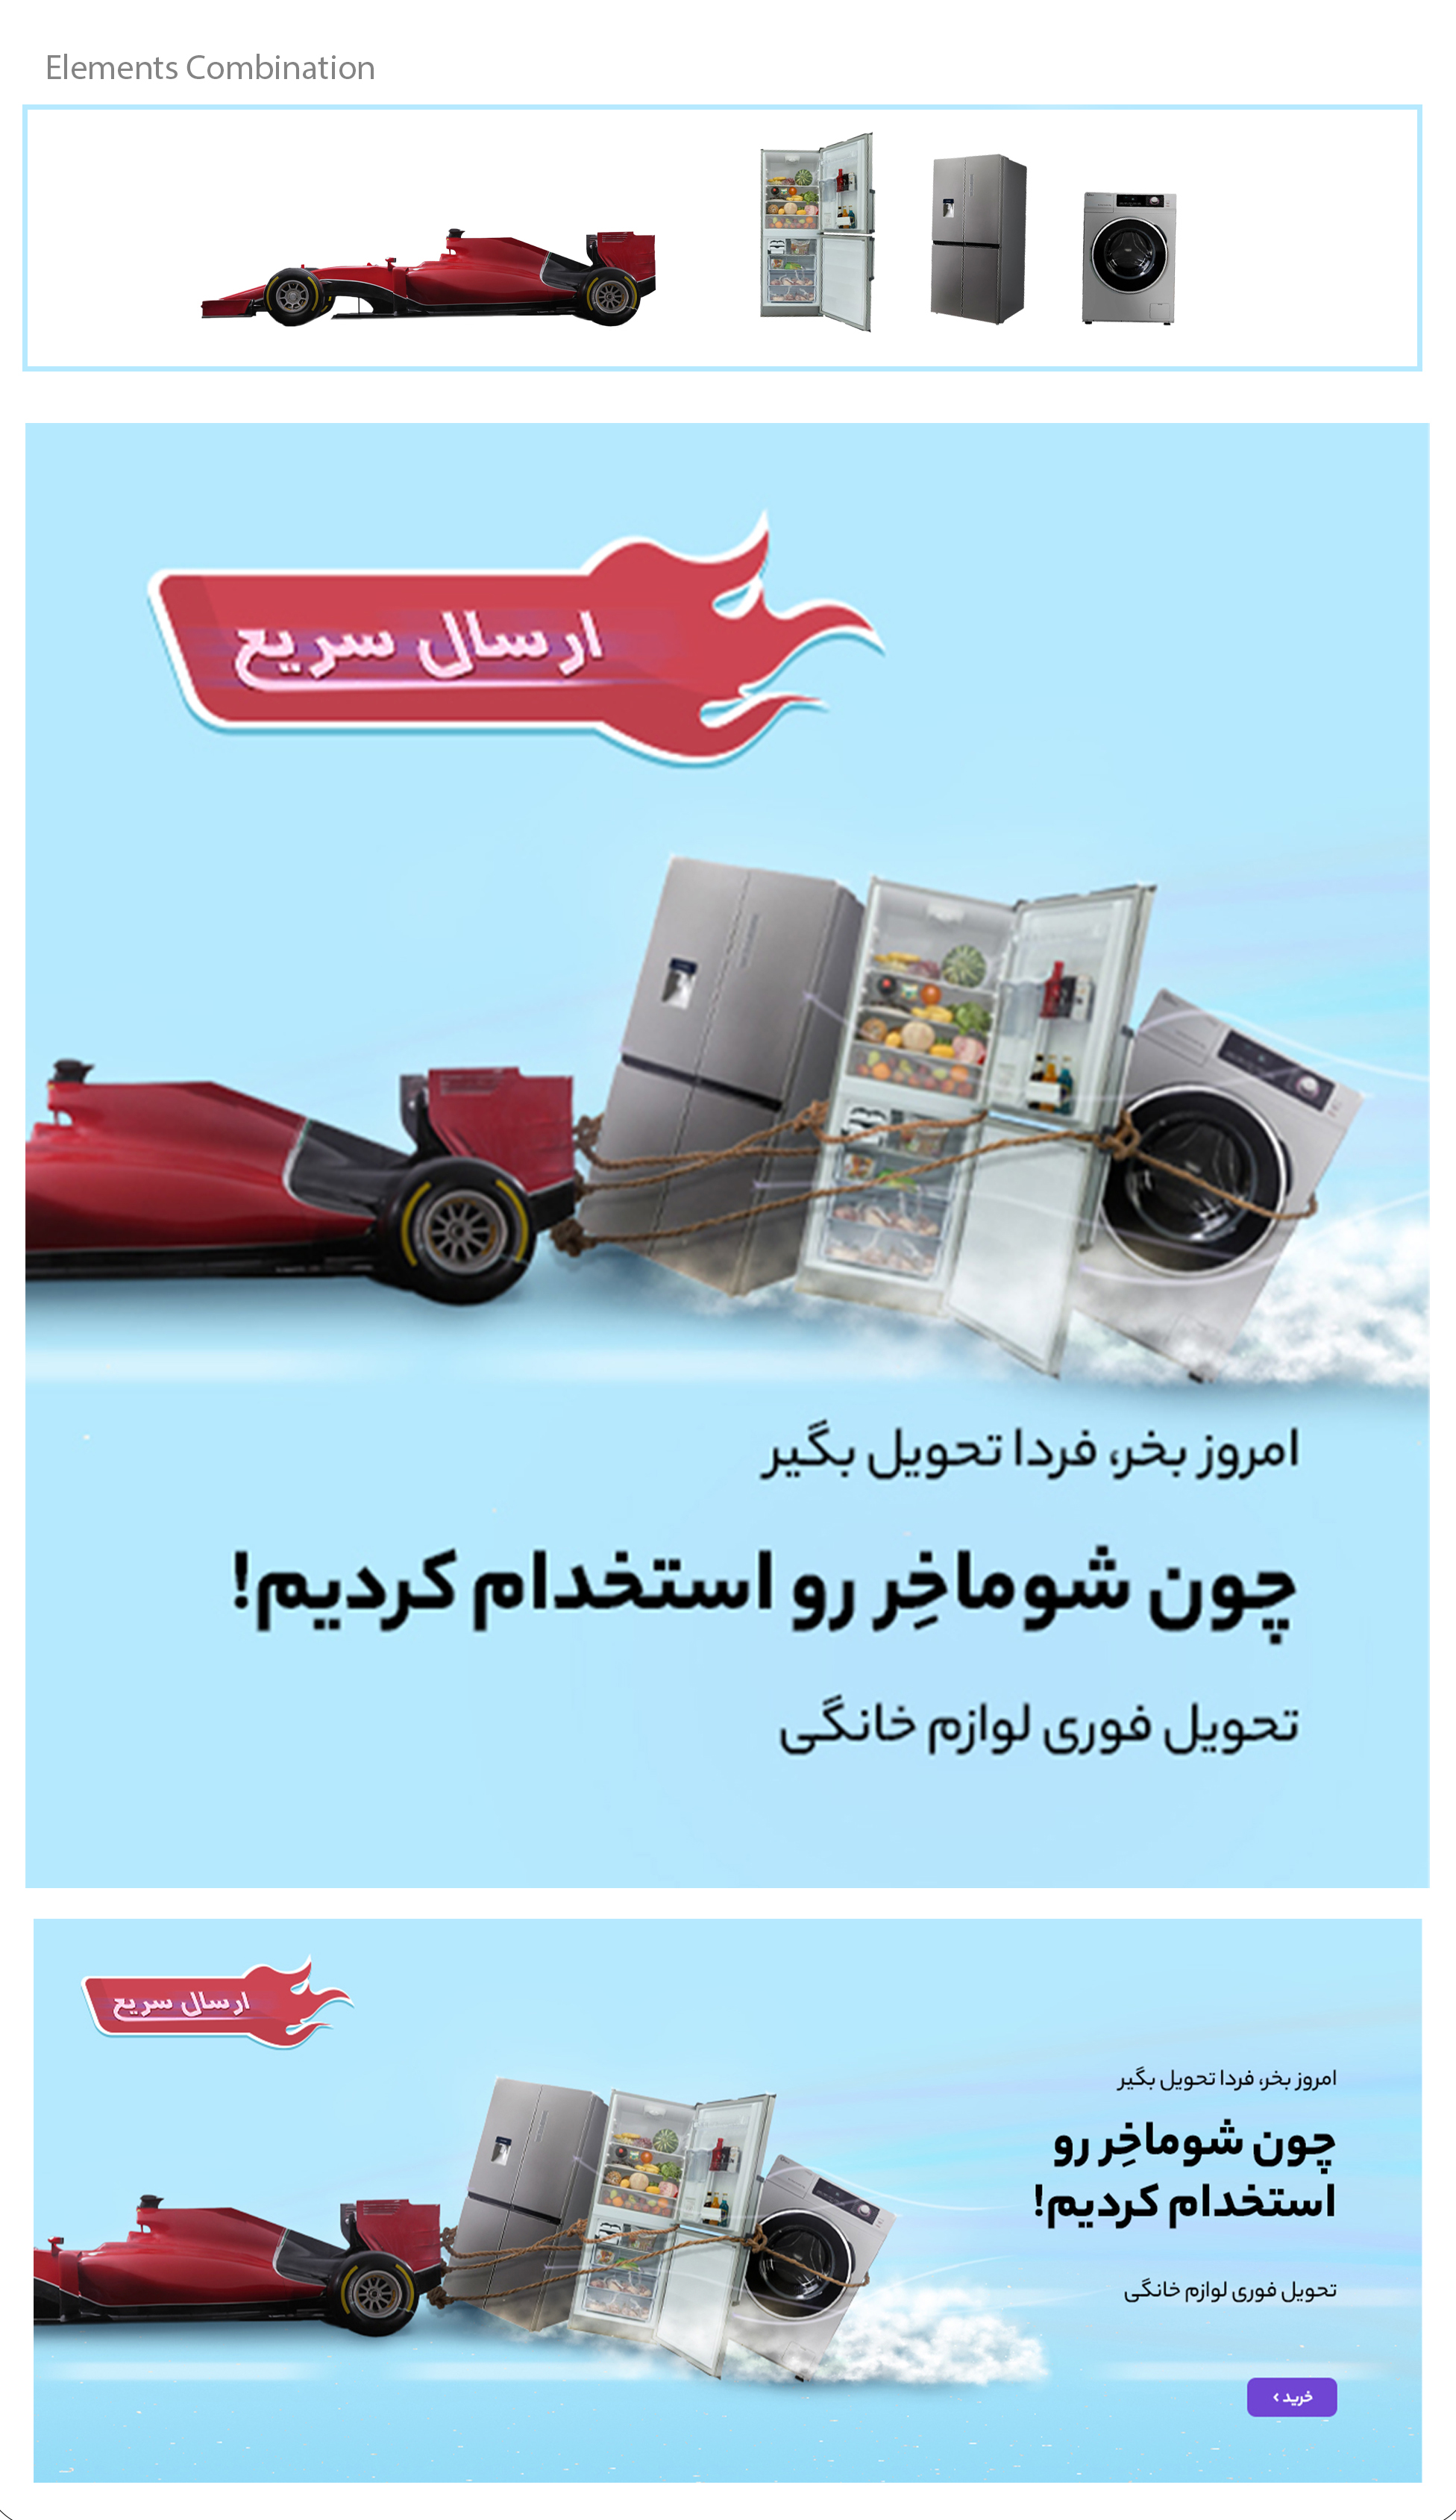 Elements Combination
ارسال سریع
امروز بخر، فردا تحویل بگیر
چون شوماخِر رو استخدام کردیم!
تحویل فوری لوازم خانگی
ارسال سریع
امروز بخر، فردا تحویل بگیر
چون شوماخِر رو
استخدام کردیم!
تحویل فوری لوازم خانگی
خرید ›